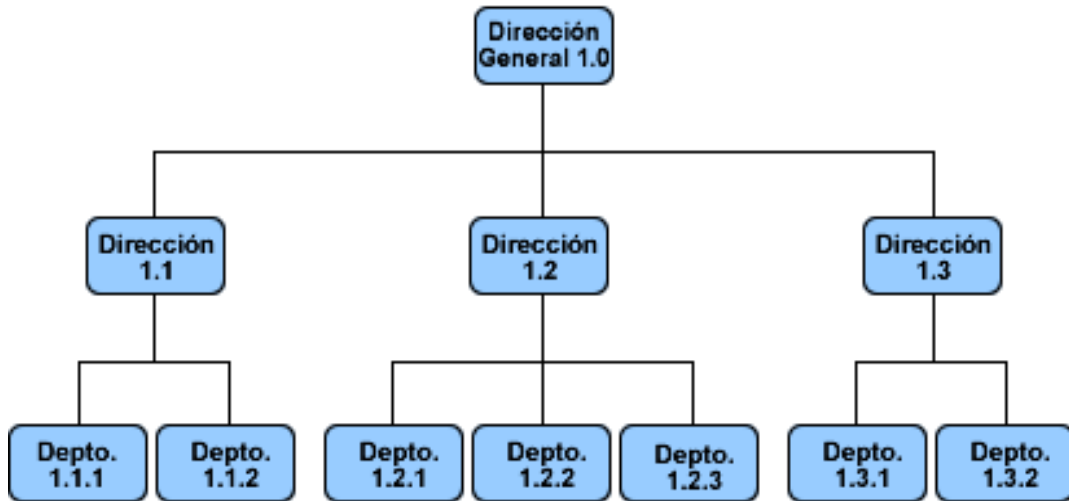 Dirección
General 1.0
Dirección
1.1
Dirección
1.2
Dirección
1.3
Depto.
1.1.1
Depto.
1.1.2
Depto.
1.2.1
Depto.
1.2.2
Depto.
1.2.3
Depto.
1.3.1
Depto.
1.3.2